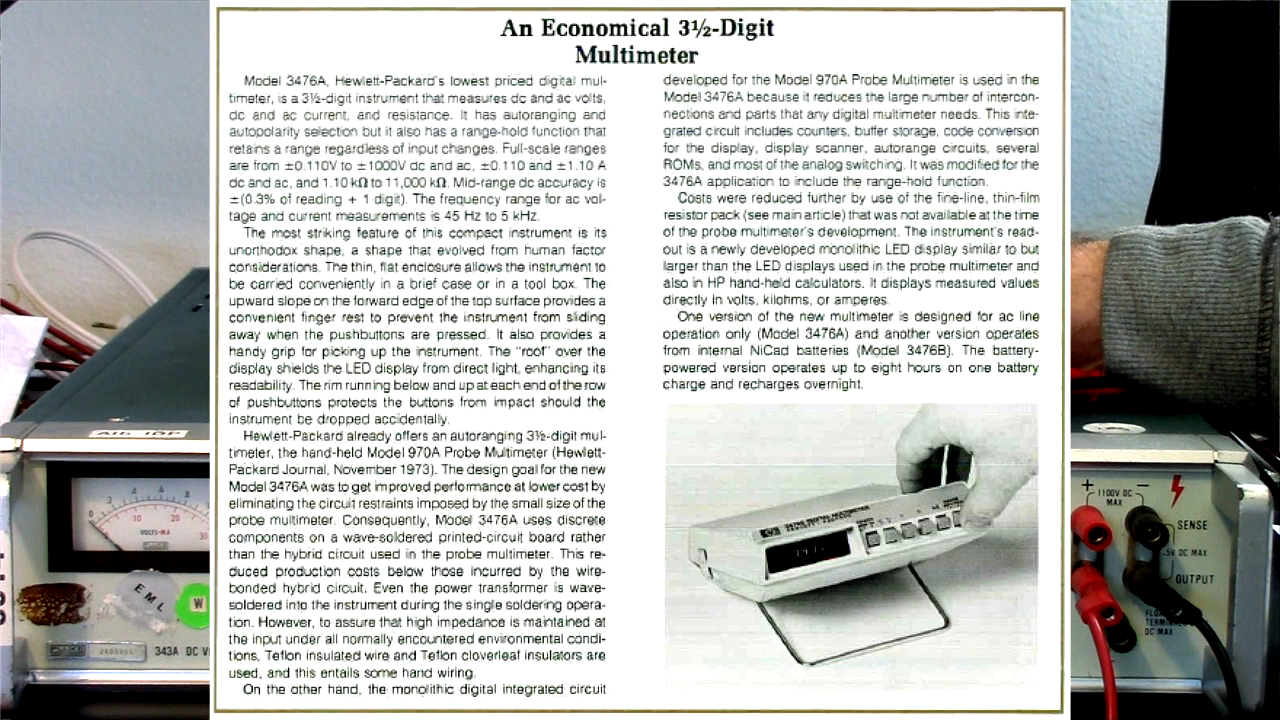 An Economical 3½-Digit
Multimeter
Model 3476A, Hewlett-Packard's lowest priced digital mul-
timeter, is a 3½-digit instrument that measures dc and ac volts,
dc and ac current, and resistance. It has autoranging and
autopolarity selection but it also has a range-hold function that
retains a range regardless of input changes. Full-scale ranges
are from ±0.110V to ±1000V dc and ac, ±0.110 and ±1.10 A
dc and ac, and 1.10 kΩ to 11,000 kΩ. Mid-range dc accuracy is
±(0.3% of reading + 1 digit). The frequency range for ac vol-
tage and current measurements is 45 Hz to 5 kHz.
The most striking feature of this compact instrument is its
unorthodox shape, a shape that evolved from human factor
considerations. The thin, flat enclosure allows the instrument to
be carried conveniently in a brief case or in a tool box. The
upward slope on the forward edge of the top surface provides a
convenient finger rest to prevent the instrument from sliding
away when the pushbuttons are pressed. It also provides a
handy grip for picking up the instrument. The "roof" over the
display shields the LED display from direct light, enhancing its
readability. The rim running below and up at each end of the row
of pushbuttons protects the buttons from impact should the
instrument be dropped accidentally.
Hewlett-Packard already offers an autoranging 3½-digit mul-
timeter, the hand-held Model 970A Probe Multimeter (Hewlett-
Packard Journal, November 1973). The design goal for the new
Model 3476A was to get improved performance at lower cost by
eliminating the circuit restraints imposed by the small size of the
probe multimeter. Consequently, Model 3476A uses discrete
components on a wave-soldered printed-circuit board rather
than the hybrid circuit used in the probe multimeter. This re-
duced production costs below those incurred by the wire-
bonded hybrid circuit. Even the power transformer is wave-
soldered into the instrument during the single soldering opera-
tion. However, to assure that high impedance is maintained at
the input under all normally encountered environmental condi-
tions, Teflon insulated wire and Teflon cloverleaf insulators are
used, and this entails some hand wiring.
On the other hand, the monolithic digital integrated circuit
developed for the Model 970A Probe Multimeter is used in the
Model 3476A because it reduces the large number of intercon-
nections and parts that any digital multimeter needs. This inte-
grated circuit includes counters, buffer storage, code conversion
for the display, display scanner, autorange circuits, several
ROMs, and most of the analog switching. It was modified for the
3476A application to include the range-hold function.
Costs were reduced further by use of the fine-line, thin-film
resistor pack (see main article) that was not available at the time
of the probe multimeter's development. The instrument's read-
out is a newly developed monolithic LED display similar to but
larger than the LED displays used in the probe multimeter and
also in HP hand-held calculators. It displays measured values
directly in volts, kilohms, or amperes.
One version of the new multimeter is designed for ac line
operation only (Model 3476A) and another version operates
from internal NiCad batteries (Model 3476B). The battery-
powered version operates up to eight hours on one battery
charge and recharges overnight.
2 4 6 8
0 10 20 30
VOLTS-MA
EML
W
343A DC V
+ 1100V DC −
MAX
SENSE
5V DC MAX
OUTPUT
DC MAX